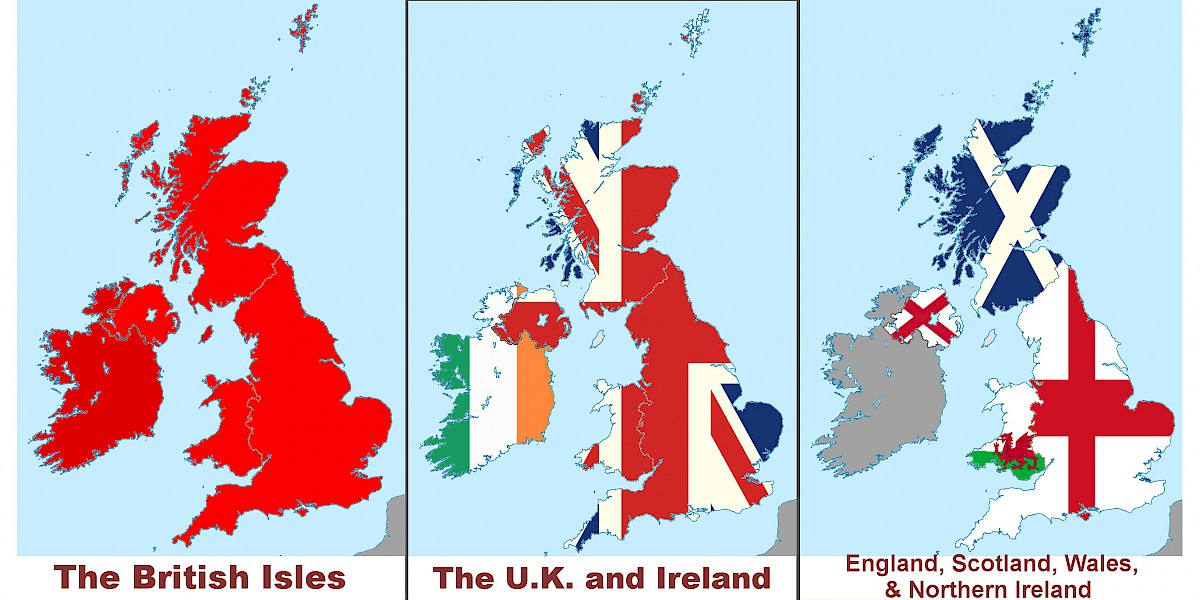 The British Isles
The U.K. and Ireland
England, Scotland, Wales,
& Northern Ireland